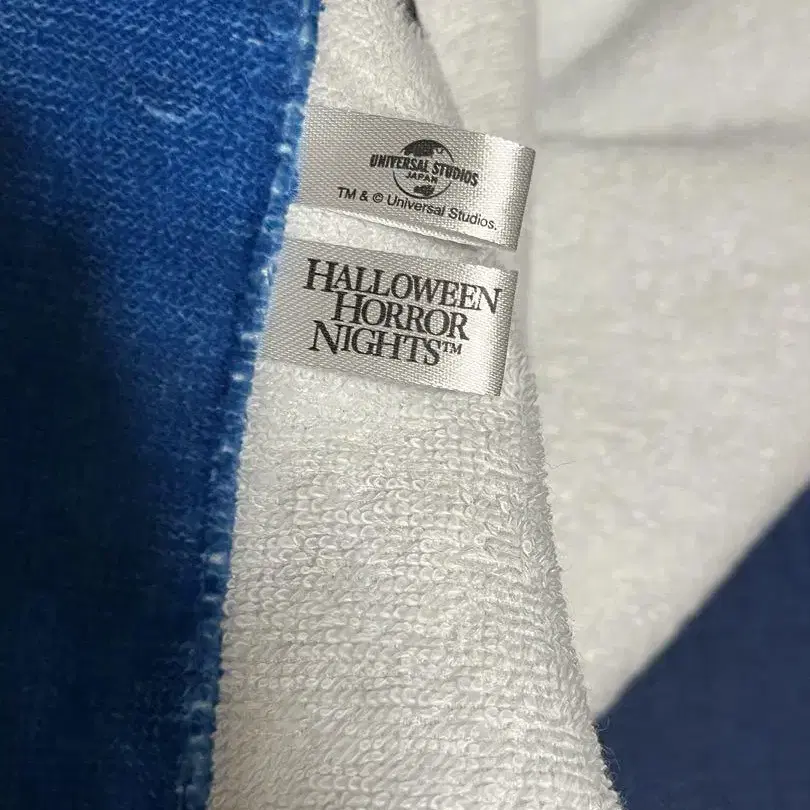 UNIVERSAL STUDIOS
JAPAN
TM & © Universal Studios.
HALLOWEEN
HORROR
NIGHTS™